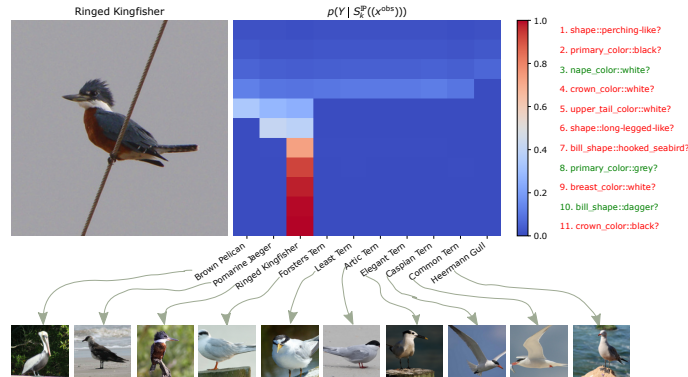 Ringed Kingfisher
p(Y | S_k^IP((x^obs)))
1.0
0.8
0.6
0.4
0.2
0.0
1. shape::perching-like?
2. primary_color::black?
3. nape_color::white?
4. crown_color::white?
5. upper_tail_color::white?
6. shape::long-legged-like?
7. bill_shape::hooked_seabird?
8. primary_color::grey?
9. breast_color::white?
10. bill_shape::dagger?
11. crown_color::black?
Brown Pelican
Pomarine Jaeger
Ringed Kingfisher
Forsters Tern
Least Tern
Artic Tern
Elegant Tern
Caspian Tern
Common Tern
Heermann Gull